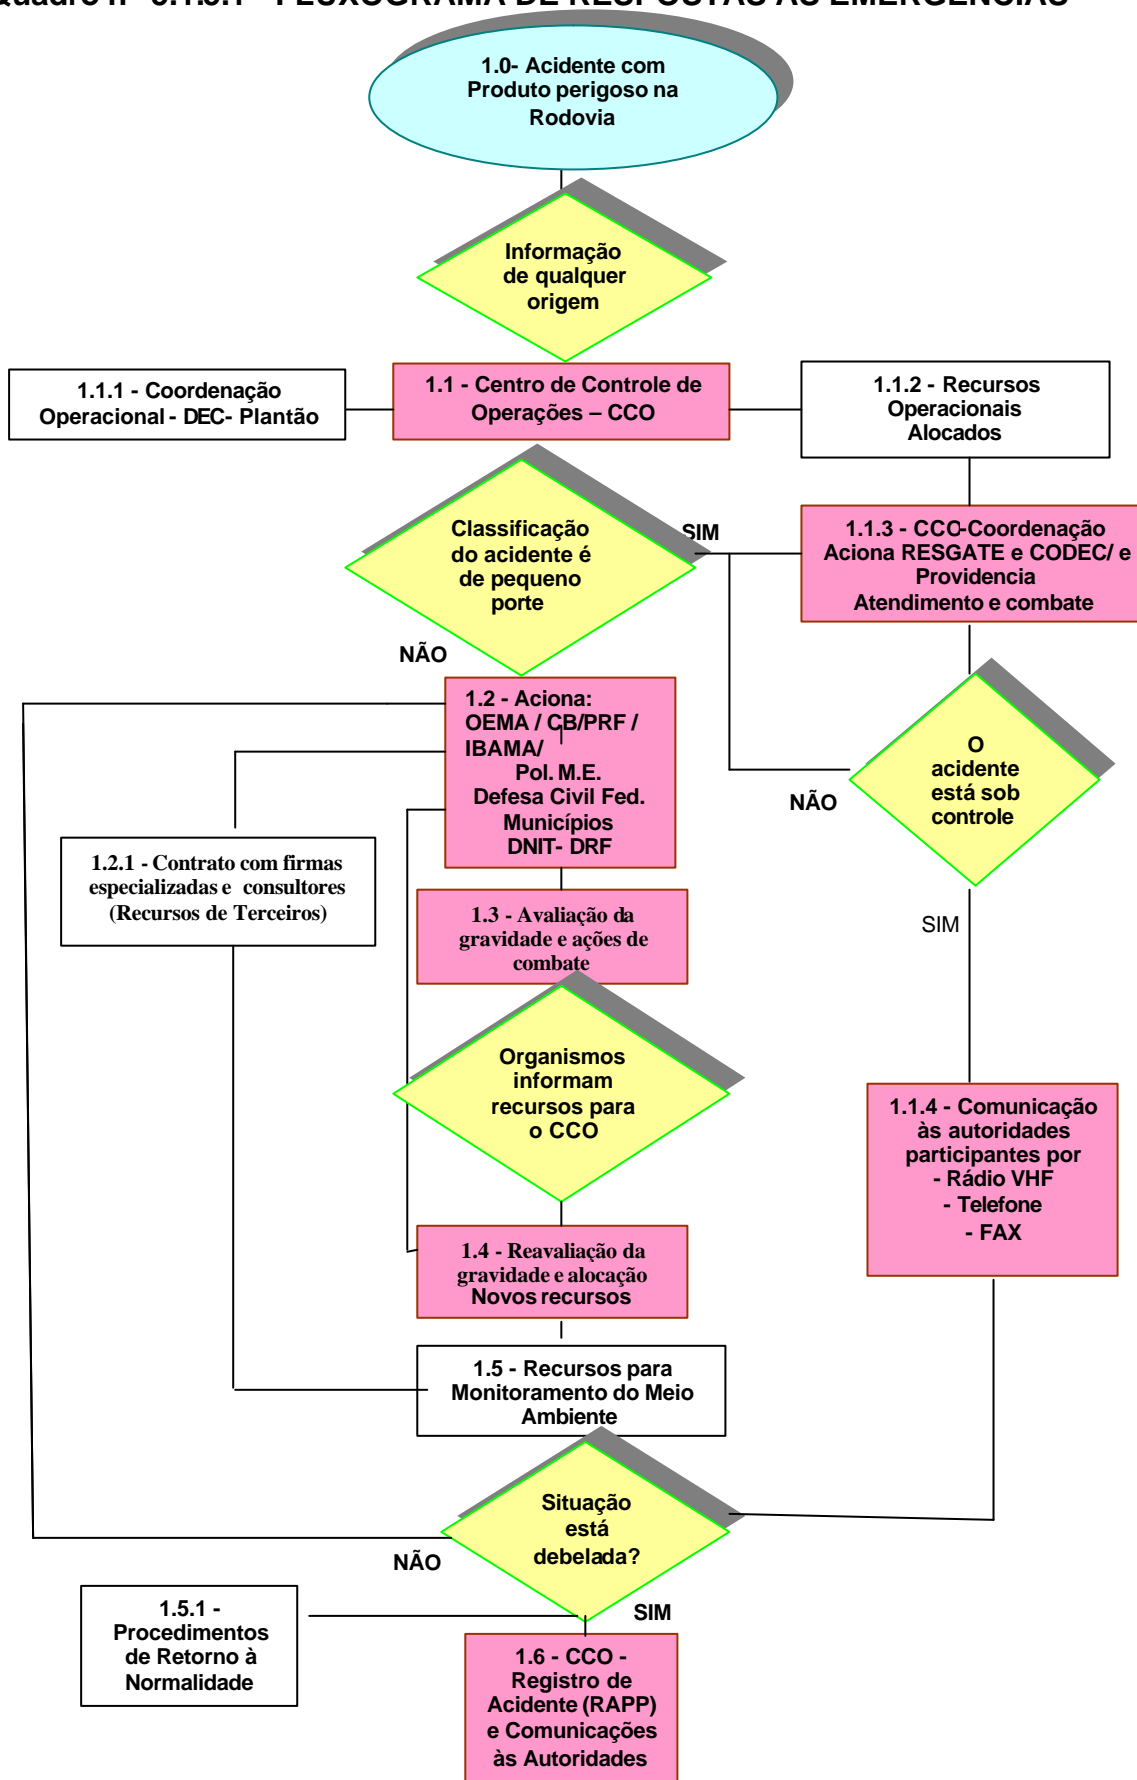 FLUXOGRAMA DE RESPOSTAS ÀS EMERGÊNCIAS
1.0- Acidente com
Produto perigoso na
Rodovia
Informação
de qualquer
origem
1.1.1 - Coordenação
Operacional - DEC- Plantão
1.1 - Centro de Controle de
Operações – CCO
1.1.2 - Recursos
Operacionais
Alocados
Classificação
do acidente é
de pequeno
porte
SIM
NÃO
1.1.3 - CCO-Coordenação
Aciona RESGATE e CODEC/ e
Providencia
Atendimento e combate
O
acidente
está sob
controle
NÃO
SIM
1.2 - Aciona:
OEMA / CB/PRF /
IBAMA/
Pol. M.E.
Defesa Civil Fed.
Municípios
DNIT- DRF
1.2.1 - Contrato com firmas
especializadas e consultores
(Recursos de Terceiros)
1.3 - Avaliação da
gravidade e ações de
combate
Organismos
informam
recursos para
o CCO
1.1.4 - Comunicação
às autoridades
participantes por
- Rádio VHF
- Telefone
- FAX
1.4 - Reavaliação da
gravidade e alocação
Novos recursos
1.5 - Recursos para
Monitoramento do Meio
Ambiente
Situação
está
debelada?
NÃO
SIM
1.5.1 -
Procedimentos
de Retorno à
Normalidade
1.6 - CCO -
Registro de
Acidente (RAPP)
e Comunicações
às Autoridades